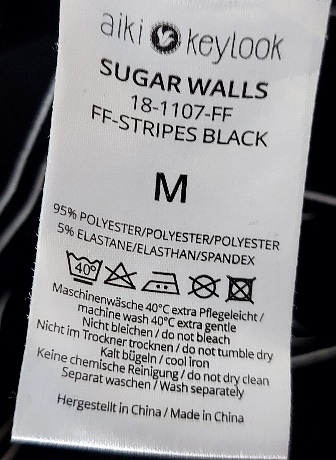 aiki keylook
SUGAR WALLS
18-1107-FF
FF-STRIPES BLACK
M
95% POLYESTER/POLYESTER/POLYESTER
5% ELASTANE/ELASTHAN/SPANDEX
40°
Maschinenwäsche 40°C extra Pflegeleicht /
machine wash 40°C extra gentle
Nicht bleichen / do not bleach
Nicht im Trockner trocknen / do not tumble dry
Kalt bügeln / cool iron
Keine chemische Reinigung / do not dry clean
Separat waschen / Wash separately
Hergestellt in China / Made in China